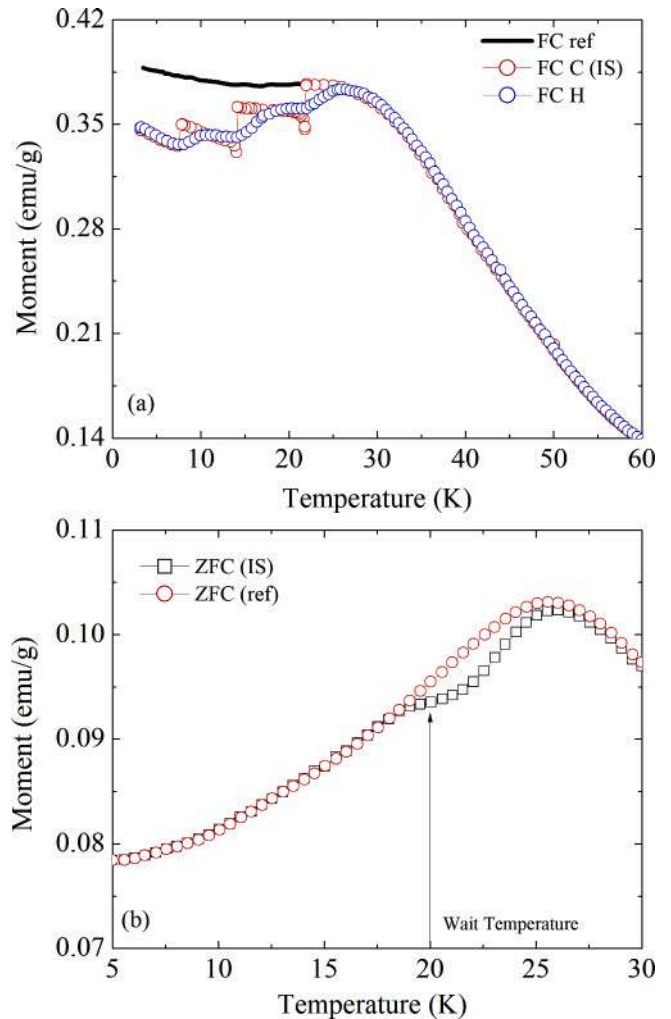 0.42
FC ref
FC C (IS)
FC H
0.35
0.28
0.21
0.14
Moment (emu/g)
(a)
0 10 20 30 40 50 60
Temperature (K)
0.11
ZFC (IS)
ZFC (ref)
0.10
0.09
0.08
0.07
Moment (emu/g)
Wait Temperature
(b)
5 10 15 20 25 30
Temperature (K)